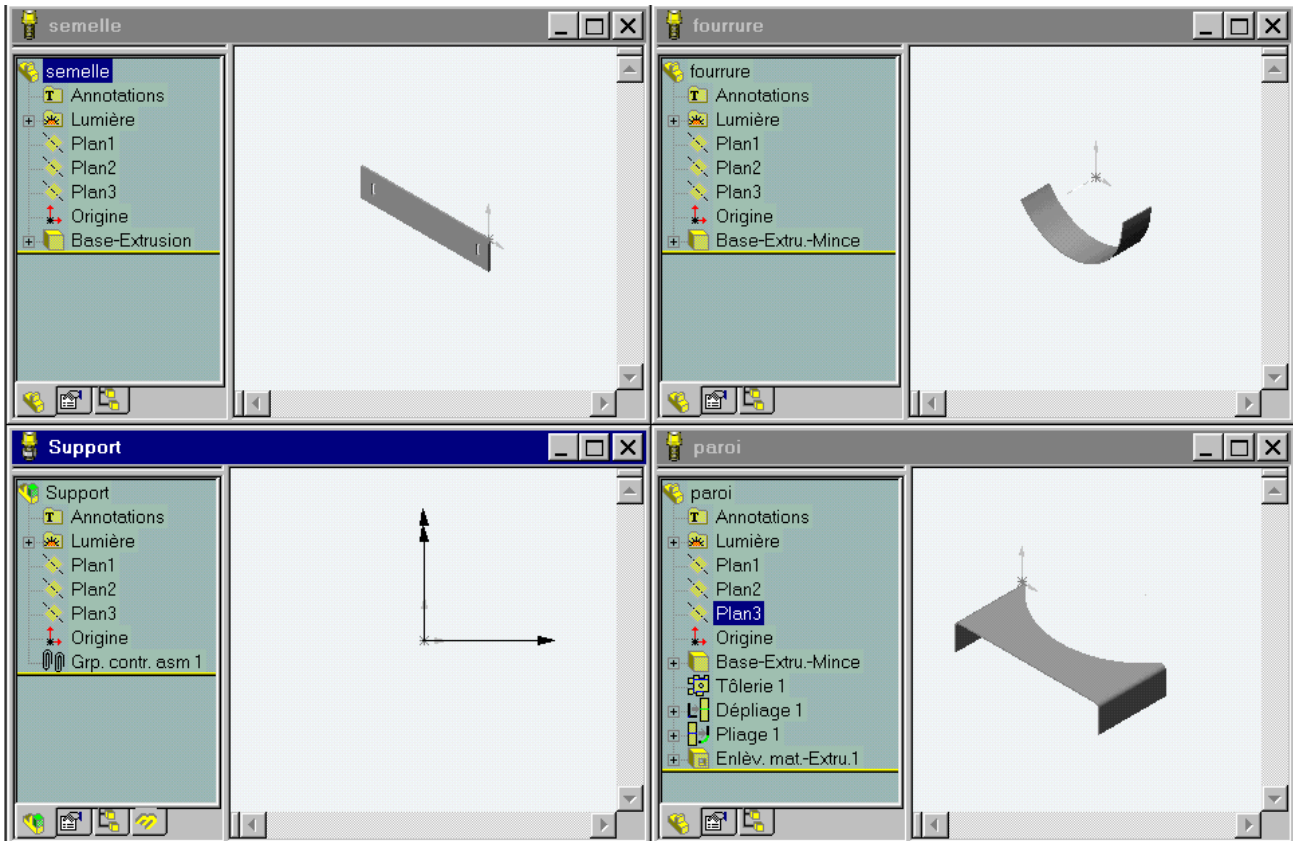 semelle
semelle
T Annotations
Lumière
Plan1
Plan2
Plan3
Origine
Base-Extrusion
fourrure
fourrure
T Annotations
Lumière
Plan1
Plan2
Plan3
Origine
Base-Extru.-Mince
Support
Support
T Annotations
Lumière
Plan1
Plan2
Plan3
Origine
Grp. contr. asm 1
paroi
paroi
T Annotations
Lumière
Plan1
Plan2
Plan3
Origine
Base-Extru.-Mince
Tôlerie 1
Dépliage 1
Pliage 1
Enlèv. mat.-Extru.1